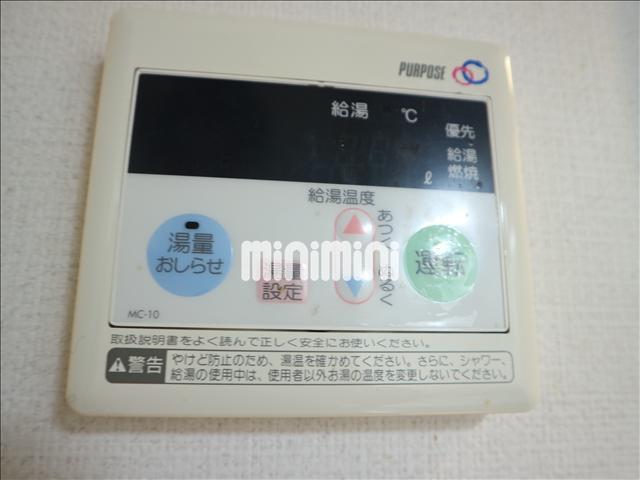 PURPOSE
給湯 ℃
優先
給湯
燃焼
ℓ
給湯温度
湯量
おしらせ
湯量
設定
あつく
ぬるく
運転
minimini
MC-10
取扱説明書をよく読んで正しく安全にお使いください。
警告
やけど防止のため、湯温を確かめてください。さらに、シャワー、
給湯の使用中は、使用者以外お湯の温度を変更しないでください。